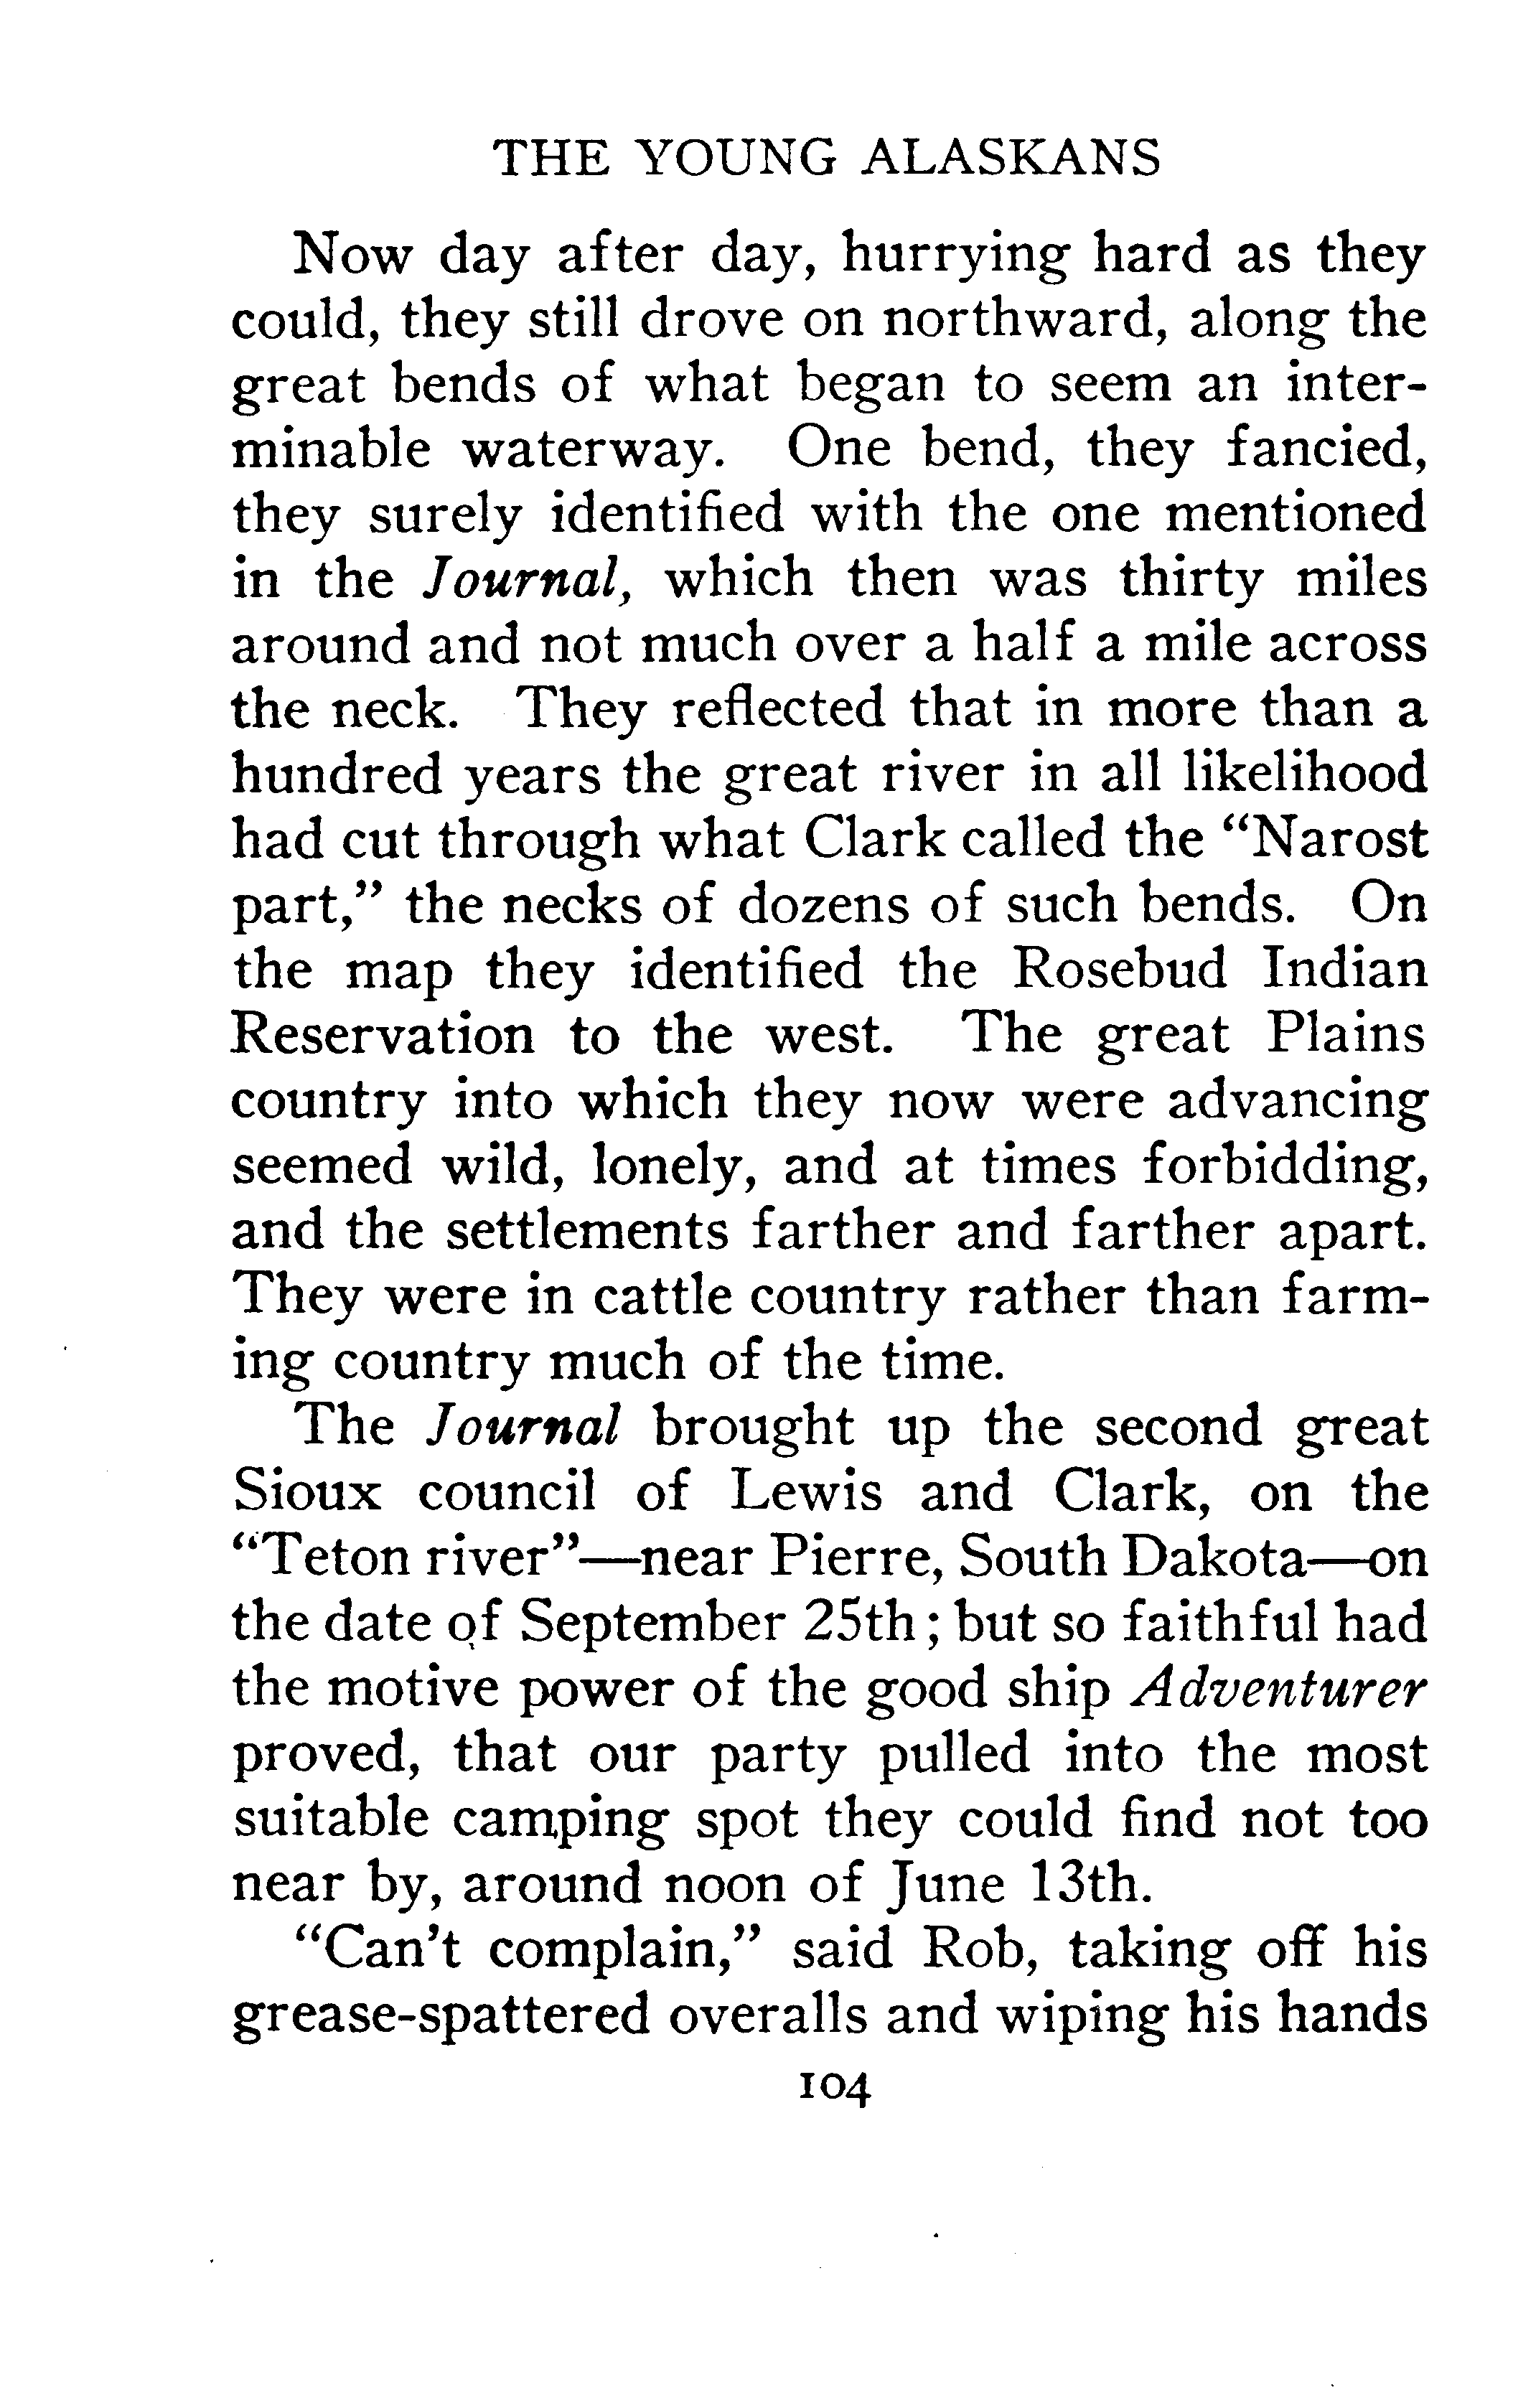 THE YOUNG ALASKANS
Now day after day, hurrying hard as they
could, they still drove on northward, along the
great bends of what began to seem an inter-
minable waterway. One bend, they fancied,
they surely identified with the one mentioned
in the Journal, which then was thirty miles
around and not much over a half a mile across
the neck. They reflected that in more than a
hundred years the great river in all likelihood
had cut through what Clark called the “Narost
part,” the necks of dozens of such bends. On
the map they identified the Rosebud Indian
Reservation to the west. The great Plains
country into which they now were advancing
seemed wild, lonely, and at times forbidding,
and the settlements farther and farther apart.
They were in cattle country rather than farm-
ing country much of the time.
The Journal brought up the second great
Sioux council of Lewis and Clark, on the
“Teton river”—near Pierre, South Dakota—on
the date of September 25th; but so faithful had
the motive power of the good ship Adventurer
proved, that our party pulled into the most
suitable camping spot they could find not too
near by, around noon of June 13th.
“Can’t complain,” said Rob, taking off his
grease-spattered overalls and wiping his hands
104